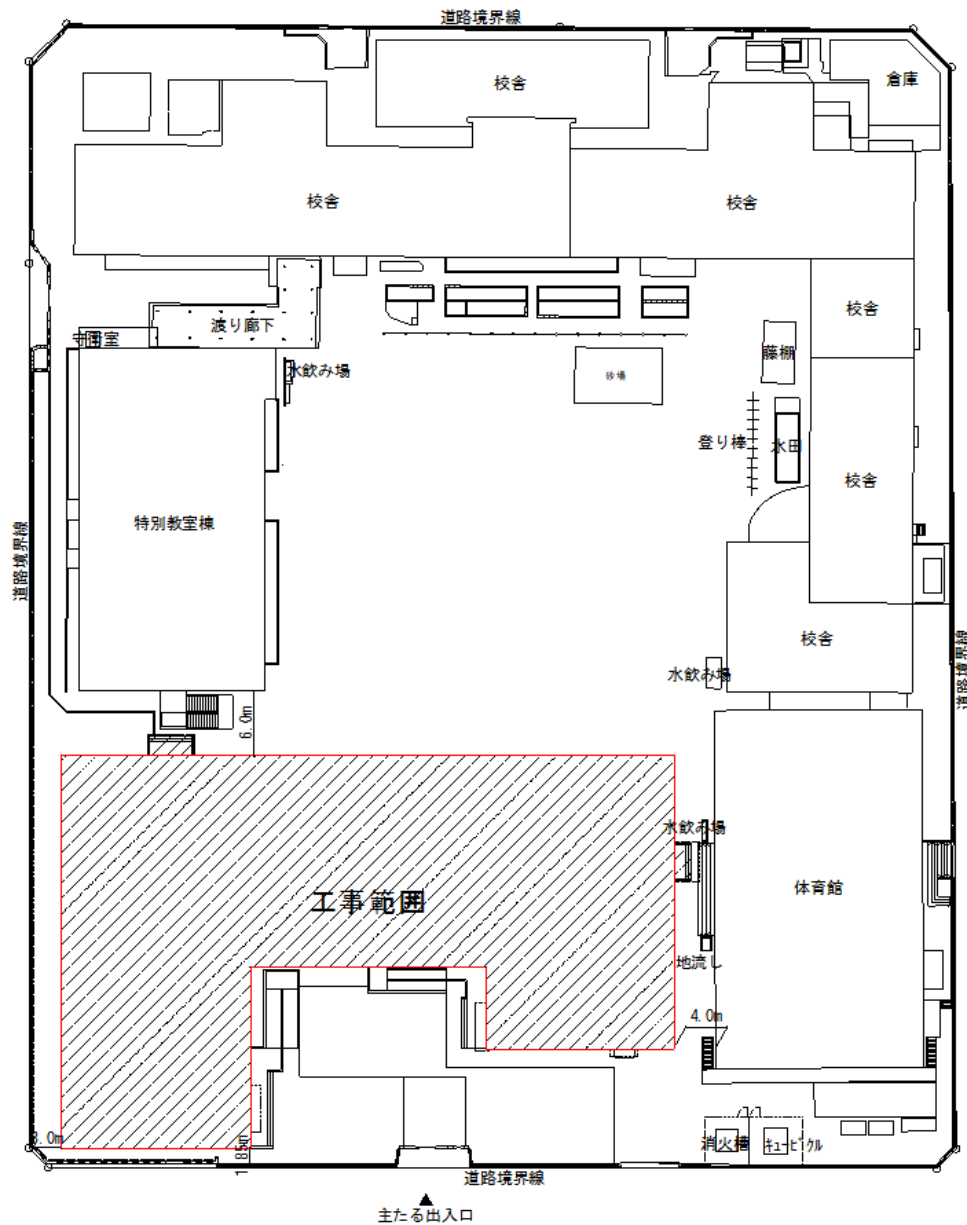 道路境界線
校舎
倉庫
校舎
校舎
校舎
渡り廊下
水飲み場
藤棚
砂場
登り棒
水田
校舎
特別教室棟
道路境界線
校舎
水飲み場
道路境界線
6.0m
水飲み場
体育館
工事範囲
地流し
4.0m
3.0m
1.85m
消火槽
キュービクル
道路境界線
▲
主たる出入口